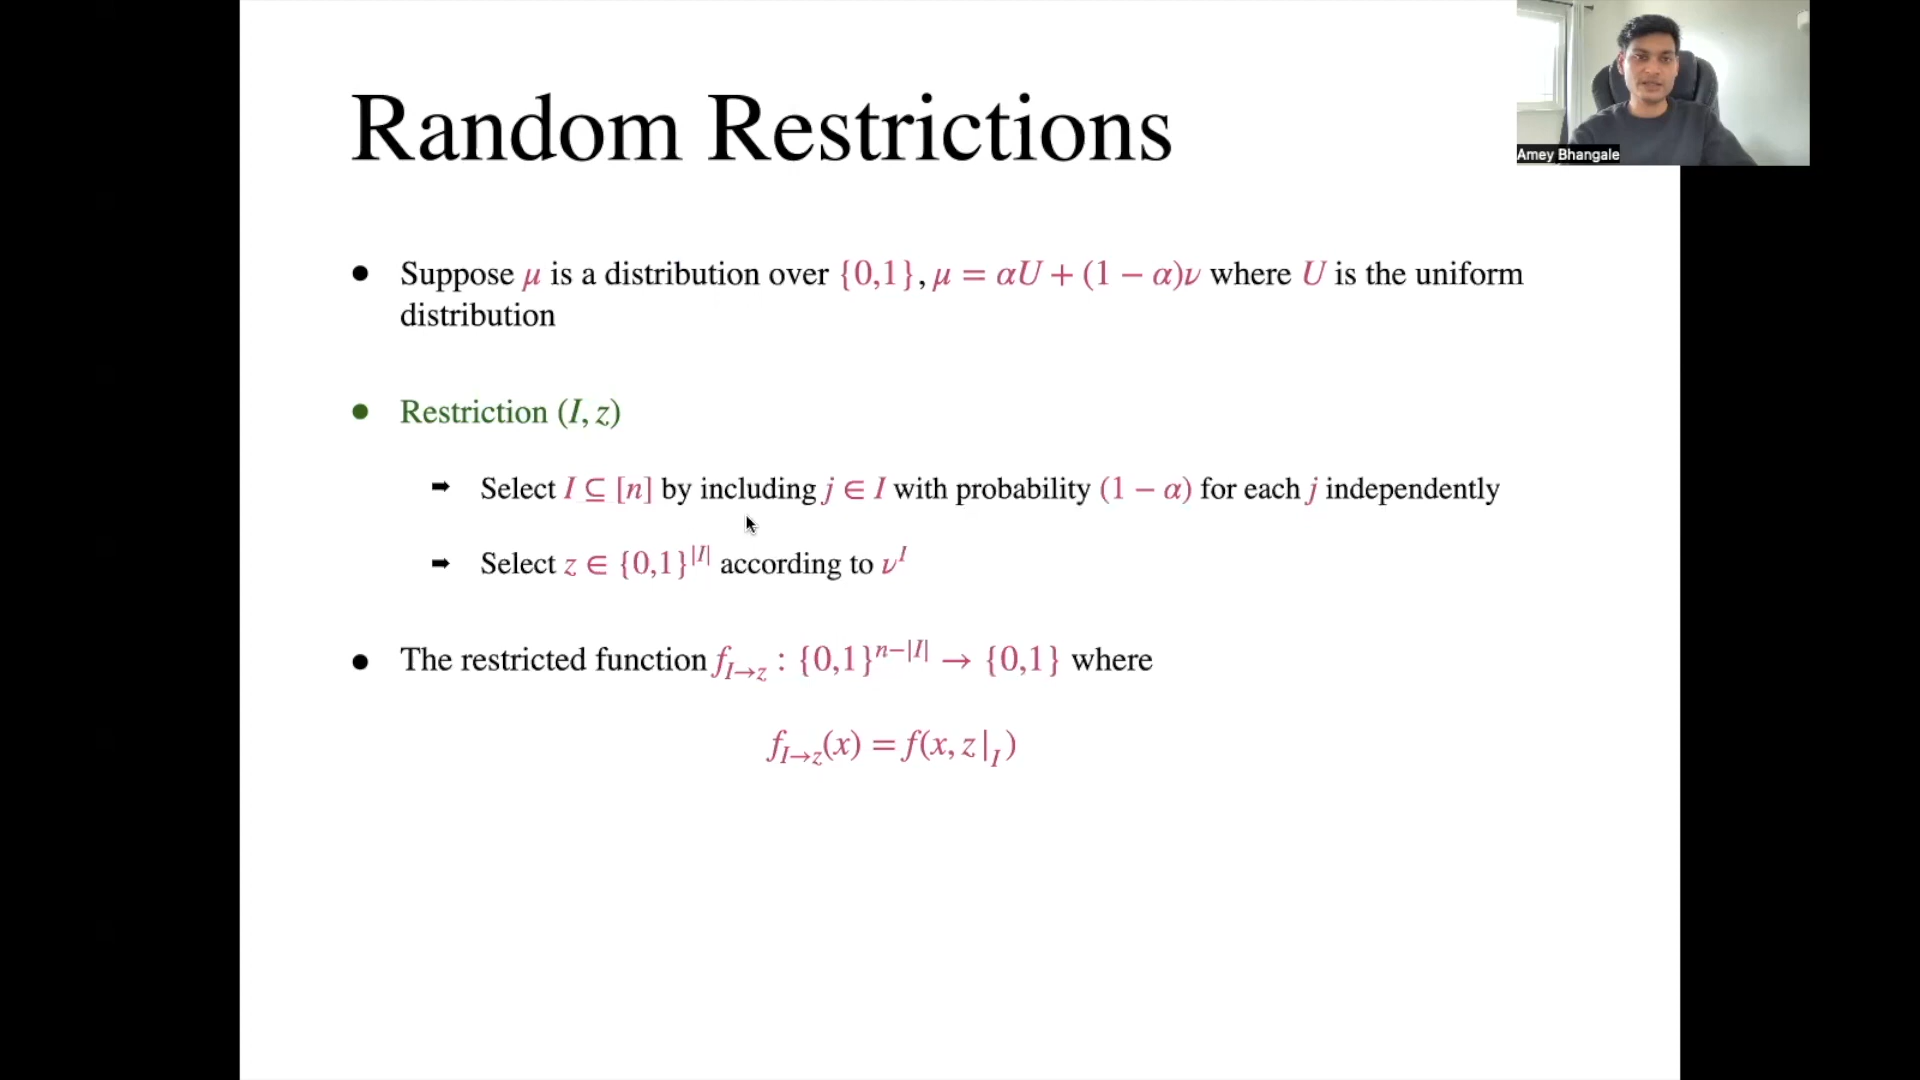 Random Restrictions
Amey Bhangale
● Suppose μ is a distribution over {0,1}, μ = αU + (1 − α)ν where U is the uniform
distribution
● Restriction (I, z)
➡ Select I ⊆ [n] by including j ∈ I with probability (1 − α) for each j independently
➡ Select z ∈ {0,1}^{|I|} according to ν^I
● The restricted function f_{I→z} : {0,1}^{n−|I|} → {0,1} where
f_{I→z}(x) = f(x, z|_I)